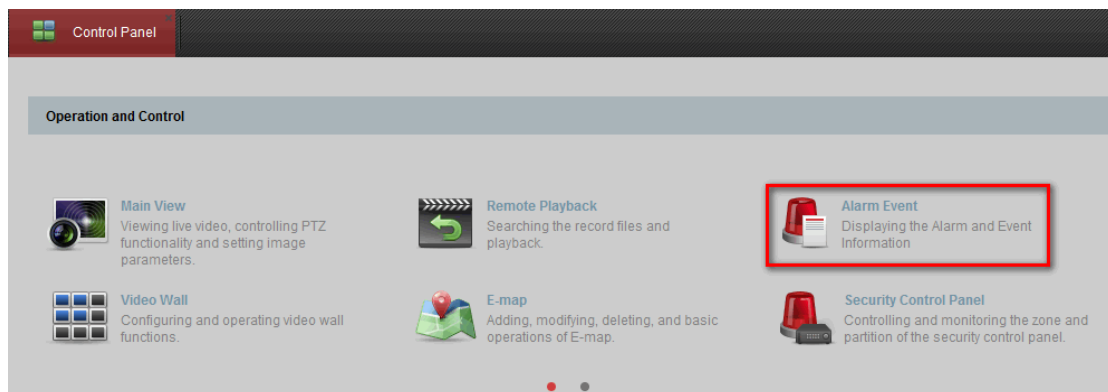 Control Panel
Operation and Control
Main View
Viewing live video, controlling PTZ
functionality and setting image
parameters.
Remote Playback
Searching the record files and
playback.
Alarm Event
Displaying the Alarm and Event
Information
Video Wall
Configuring and operating video wall
functions.
E-map
Adding, modifying, deleting, and basic
operations of E-map.
Security Control Panel
Controlling and monitoring the zone and
partition of the security control panel.